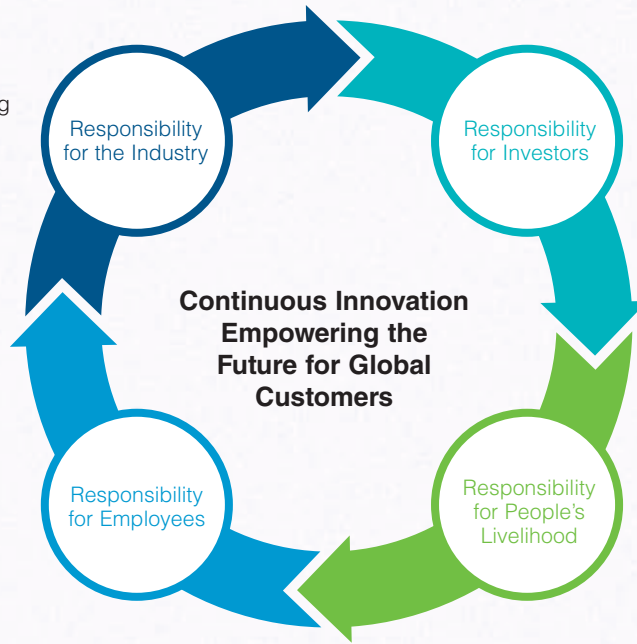 Responsibility
for the Industry
Responsibility
for Investors
Continuous Innovation
Empowering the
Future for Global
Customers
Responsibility
for Employees
Responsibility
for People's
Livelihood